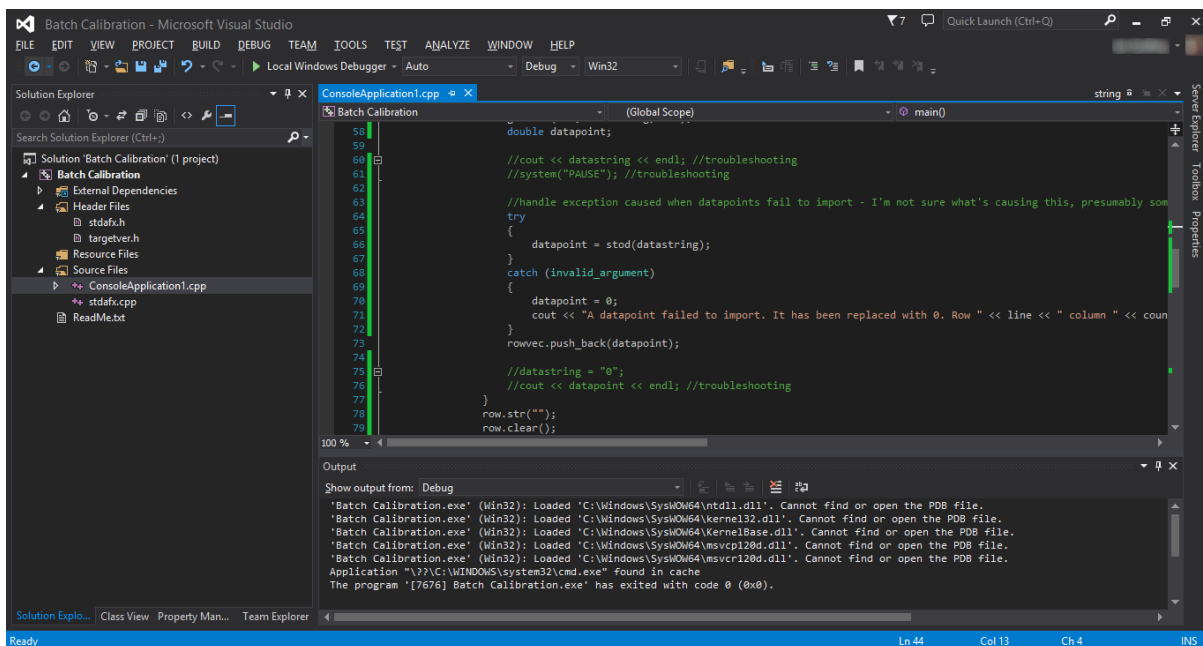 Batch Calibration - Microsoft Visual Studio
7
Quick Launch (Ctrl+Q)
FILE EDIT VIEW PROJECT BUILD DEBUG TEAM TOOLS TEST ANALYZE WINDOW HELP
Local Windows Debugger Auto Debug Win32
Solution Explorer
Search Solution Explorer (Ctrl+;)
Solution 'Batch Calibration' (1 project)
Batch Calibration
External Dependencies
Header Files
stdafx.h
targetver.h
Resource Files
Source Files
ConsoleApplication1.cpp
stdafx.cpp
ReadMe.txt
Solution Explo... Class View Property Man... Team Explorer
ConsoleApplication1.cpp
string
Batch Calibration (Global Scope) main()
58 double datapoint;
59
60 //cout << datastring << endl; //troubleshooting
61 //system("PAUSE"); //troubleshooting
62
63 //handle exception caused when datapoints fail to import - I'm not sure what's causing this, presumably som
64 try
65 {
66 datapoint = stod(datastring);
67 }
68 catch (invalid_argument)
69 {
70 datapoint = 0;
71 cout << "A datapoint failed to import. It has been replaced with 0. Row " << line << " column " << coun
72 }
73 rowvec.push_back(datapoint);
74
75 //datastring = "0";
76 //cout << datapoint << endl; //troubleshooting
77 }
78 row.str("");
79 row.clear();
100 %
Output
Show output from: Debug
'Batch Calibration.exe' (Win32): Loaded 'C:\Windows\SysWOW64\ntdll.dll'. Cannot find or open the PDB file.
'Batch Calibration.exe' (Win32): Loaded 'C:\Windows\SysWOW64\kernel32.dll'. Cannot find or open the PDB file.
'Batch Calibration.exe' (Win32): Loaded 'C:\Windows\SysWOW64\KernelBase.dll'. Cannot find or open the PDB file.
'Batch Calibration.exe' (Win32): Loaded 'C:\Windows\SysWOW64\msvcp120d.dll'. Cannot find or open the PDB file.
'Batch Calibration.exe' (Win32): Loaded 'C:\Windows\SysWOW64\msvcr120d.dll'. Cannot find or open the PDB file.
Application "\??\C:\WINDOWS\system32\cmd.exe" found in cache
The program '[7676] Batch Calibration.exe' has exited with code 0 (0x0).
Server Explorer
Toolbox
Properties
Ready Ln 44 Col 13 Ch 4 INS